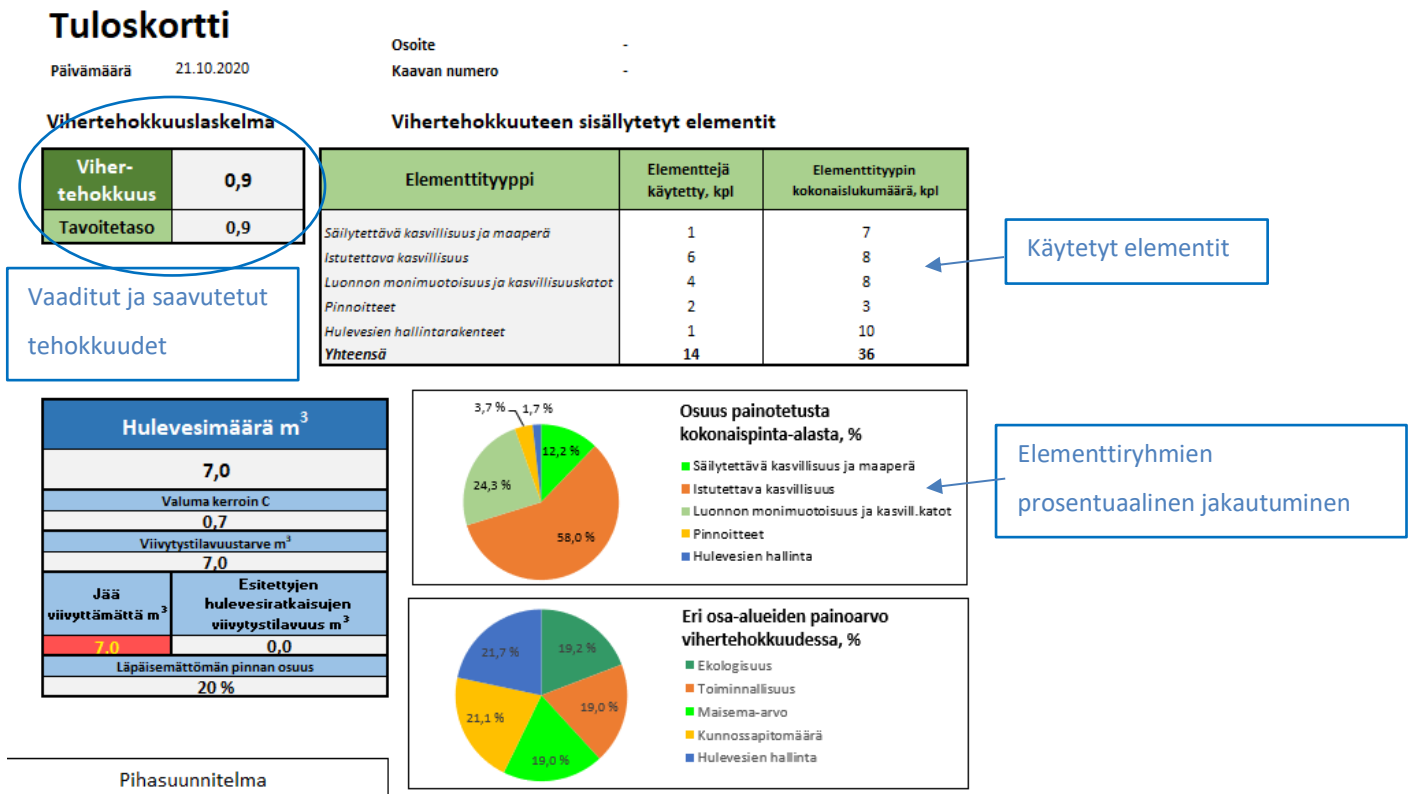 Tuloskortti
Osoite -
Päivämäärä 21.10.2020
Kaavan numero -
Vihertehokkuuslaskelma
Vihertehokkuuteen sisällytetyt elementit
Viher-
tehokkuus
0,9
Tavoitetaso 0,9
Elementtityyppi
Elementtejä
käytetty, kpl
Elementtityypin
kokonaislukumäärä, kpl
Säilytettävä kasvillisuus ja maaperä 1 7
Istutettava kasvillisuus 6 8
Luonnon monimuotoisuus ja kasvillisuuskatot 4 8
Pinnoitteet 2 3
Hulevesien hallintarakenteet 1 10
Yhteensä 14 36
Käytetyt elementit
Vaaditut ja saavutetut
tehokkuudet
Hulevesimäärä m³
7,0
Valuma kerroin C
0,7
Viivytystilavuustarve m³
7,0
Jää
viivyttämättä m³
Esitettyjen
hulevesiratkaisujen
viivytystilavuus m³
7,0 0,0
Läpäisemättömän pinnan osuus
20 %
Osuus painotetusta
kokonaispinta-alasta, %
3,7 %
1,7 %
12,2 %
24,3 %
58,0 %
Säilytettävä kasvillisuus ja maaperä
Istutettava kasvillisuus
Luonnon monimuotoisuus ja kasvill.katot
Pinnoitteet
Hulevesien hallinta
Elementtiryhmien
prosentuaalinen jakautuminen
Eri osa-alueiden painoarvo
vihertehokkuudessa, %
21,7 %
19,2 %
19,0 %
21,1 %
19,0 %
Ekologisuus
Toiminnallisuus
Maisema-arvo
Kunnossapitomäärä
Hulevesien hallinta
Pihasuunnitelma